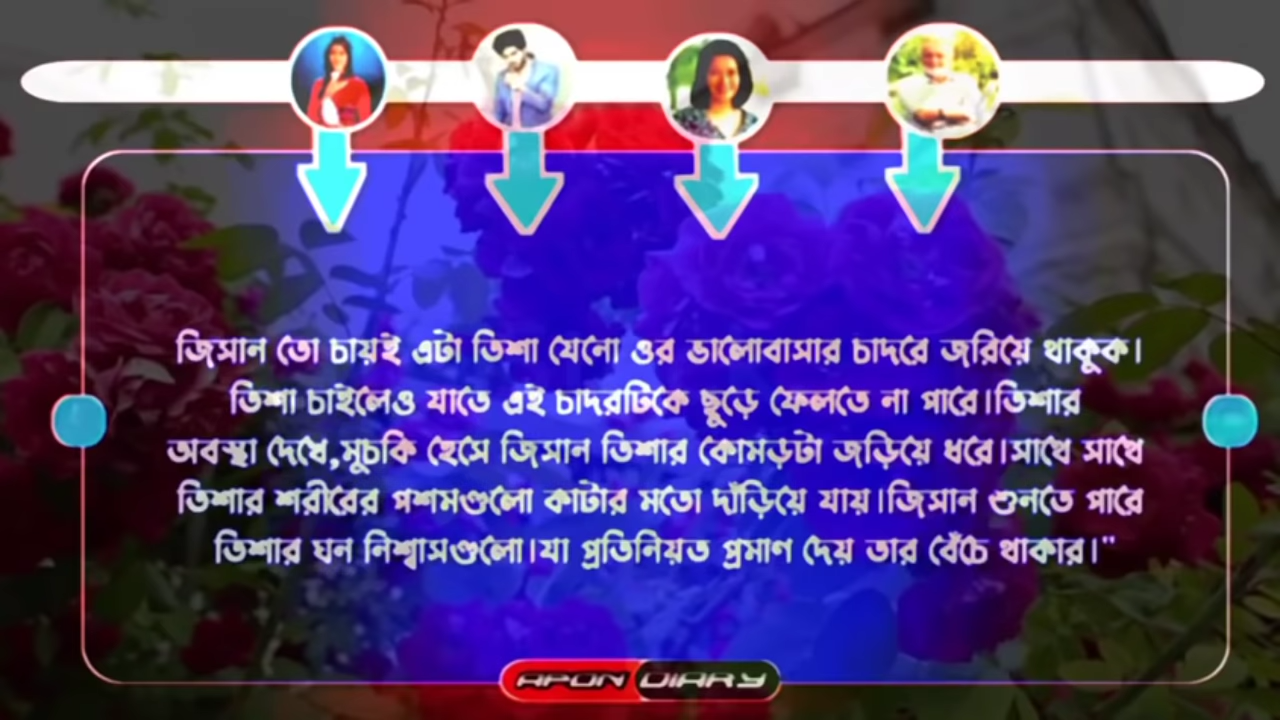 জিসান তো চায়ই এটা তিশা যেনো ওর ভালোবাসার চাদরে জরিয়ে থাকুক।
তিশা চাইলেও যাতে এই চাদরটিকে ছুড়ে ফেলতে না পারে।তিশার
অবস্থা দেখে,মুচকি হেসে জিসান তিশার কোমড়টা জড়িয়ে ধরে।সাথে সাথে
তিশার শরীরের পশমগুলো কাটার মতো দাঁড়িয়ে যায়।জিসান শুনতে পারে
তিশার ঘন নিশ্বাসগুলো।যা প্রতিনিয়ত প্রমাণ দেয় তার বেঁচে থাকার।"
APON DIARY